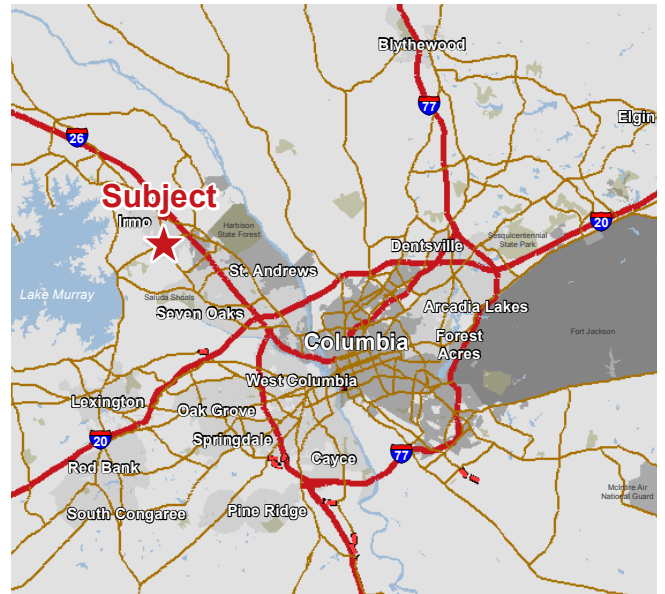 Blythewood
77
Elgin
26
Subject
Irmo
Harbison
State Forest
Sesquicentennial
State Park
20
Dentsville
St. Andrews
Lake Murray
Saluda Shoals
Seven Oaks
Arcadia Lakes
Fort Jackson
Columbia
Forest
Acres
West Columbia
Lexington
Oak Grove
20
Springdale
Cayce
77
Red Bank
McIntire Air
National Guard
South Congaree
Pine Ridge